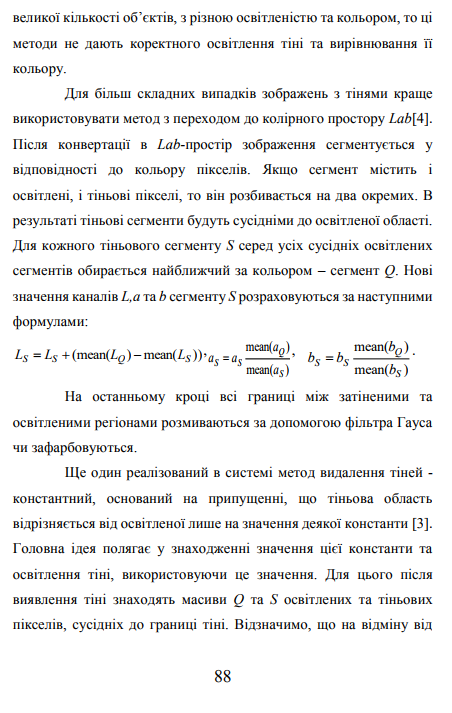 великої кількості об’єктів, з різною освітленістю та кольором, то ці
методи не дають коректного освітлення тіні та вирівнювання її
кольору.
Для більш складних випадків зображень з тінями краще
використовувати метод з переходом до колірного простору Lab[4].
Після конвертації в Lab-простір зображення сегментується у
відповідності до кольору пікселів. Якщо сегмент містить і
освітлені, і тіньові пікселі, то він розбивається на два окремих. В
результаті тіньові сегменти будуть сусідніми до освітленої області.
Для кожного тіньового сегменту S серед усіх сусідніх освітлених
сегментів обирається найближчий за кольором – сегмент Q. Нові
значення каналів L,a та b сегменту S розраховуються за наступними
формулами:
L_S = L_S + (mean(L_Q) − mean(L_S)), a_S = a_S mean(a_Q)/mean(a_S), b_S = b_S mean(b_Q)/mean(b_S).
На останньому кроці всі границі між затіненими та
освітленими регіонами розмиваються за допомогою фільтра Гауса
чи зафарбовуються.
Ще один реалізований в системі метод видалення тіней -
константний, оснований на припущенні, що тіньова область
відрізняється від освітленої лише на значення деякої константи [3].
Головна ідея полягає у знаходженні значення цієї константи та
освітлення тіні, використовуючи це значення. Для цього після
виявлення тіні знаходять масиви Q та S освітлених та тіньових
пікселів, сусідніх до границі тіні. Відзначимо, що на відміну від
88